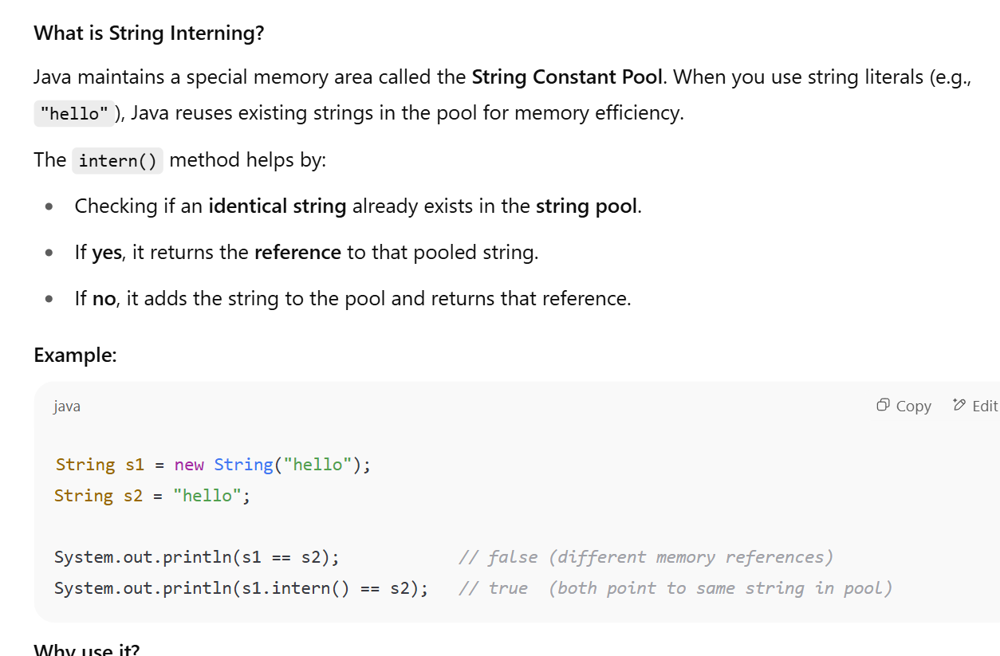 What is String Interning?
Java maintains a special memory area called the String Constant Pool. When you use string literals (e.g.,
"hello"), Java reuses existing strings in the pool for memory efficiency.
The intern() method helps by:
• Checking if an identical string already exists in the string pool.
• If yes, it returns the reference to that pooled string.
• If no, it adds the string to the pool and returns that reference.
Example:
java Copy Edit
String s1 = new String("hello");
String s2 = "hello";
System.out.println(s1 == s2); // false (different memory references)
System.out.println(s1.intern() == s2); // true (both point to same string in pool)
Why use it?